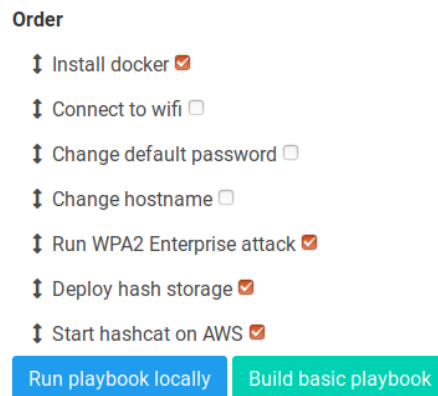 Order
Install docker
Connect to wifi
Change default password
Change hostname
Run WPA2 Enterprise attack
Deploy hash storage
Start hashcat on AWS
Run playbook locally Build basic playbook